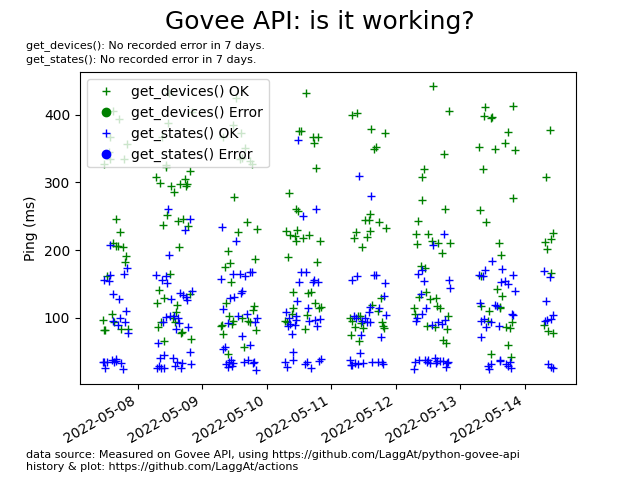 Govee API: is it working?
get_devices(): No recorded error in 7 days.
get_states(): No recorded error in 7 days.
get_devices() OK
get_devices() Error
get_states() OK
get_states() Error
Ping (ms)
400
300
200
100
2022-05-08
2022-05-09
2022-05-10
2022-05-11
2022-05-12
2022-05-13
2022-05-14
data source: Measured on Govee API, using https://github.com/LaggAt/python-govee-api
history & plot: https://github.com/LaggAt/actions